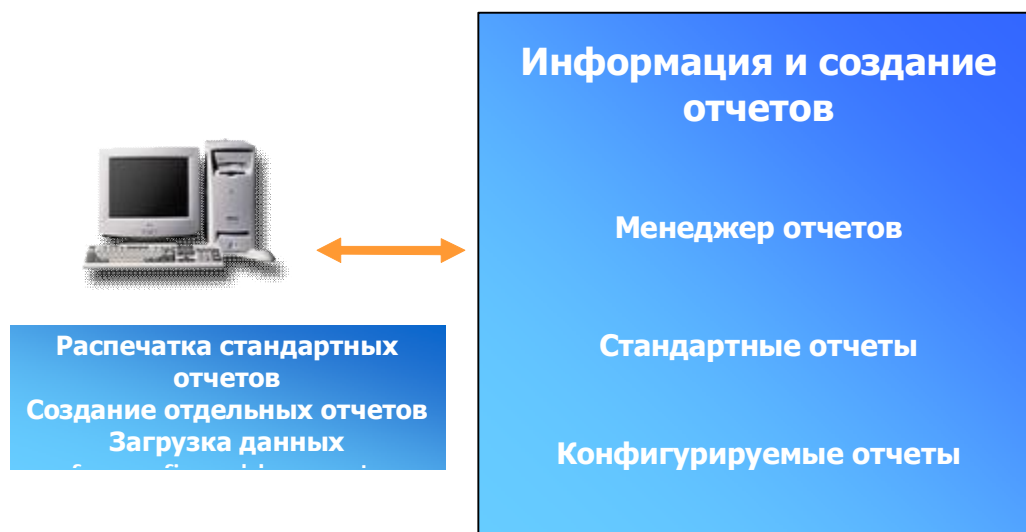 Информация и создание
отчетов
Менеджер отчетов
Стандартные отчеты
Конфигурируемые отчеты
Распечатка стандартных
отчетов
Создание отдельных отчетов
Загрузка данных